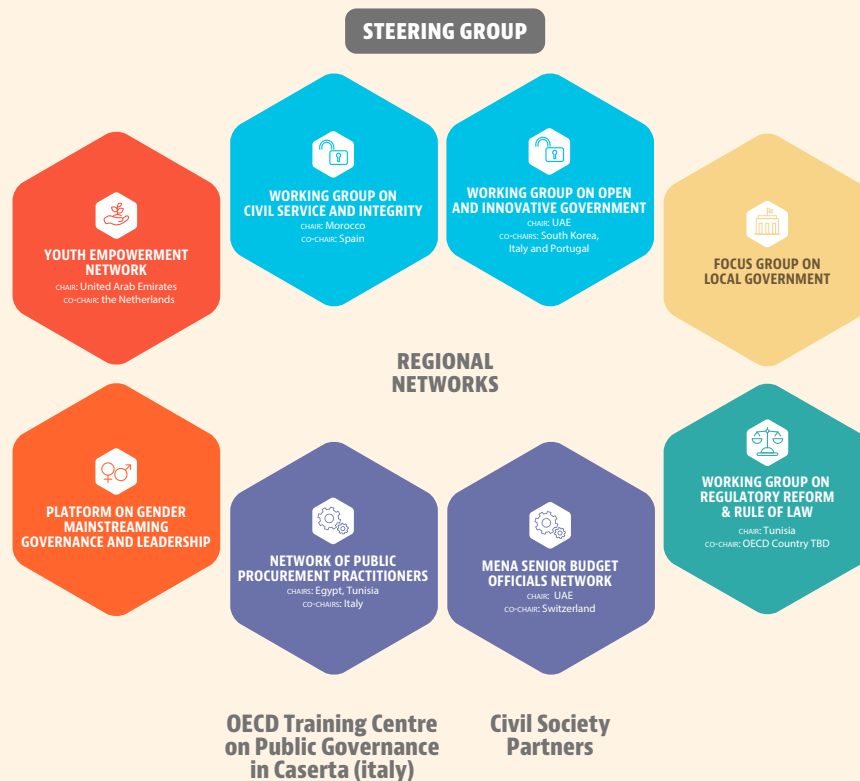 STEERING GROUP
WORKING GROUP ON
CIVIL SERVICE AND INTEGRITY
CHAIR: Morocco
CO-CHAIR: Spain
WORKING GROUP ON OPEN
AND INNOVATIVE GOVERNMENT
CHAIR: UAE
CO-CHAIRS: South Korea,
Italy and Portugal
YOUTH EMPOWERMENT
NETWORK
CHAIR: United Arab Emirates
CO-CHAIR: the Netherlands
FOCUS GROUP ON
LOCAL GOVERNMENT
REGIONAL
NETWORKS
PLATFORM ON GENDER
MAINSTREAMING
GOVERNANCE AND LEADERSHIP
NETWORK OF PUBLIC
PROCUREMENT PRACTITIONERS
CHAIRS: Egypt, Tunisia
CO-CHAIRS: Italy
MENA SENIOR BUDGET
OFFICIALS NETWORK
CHAIR: UAE
CO-CHAIR: Switzerland
WORKING GROUP ON
REGULATORY REFORM
& RULE OF LAW
CHAIR: Tunisia
CO-CHAIR: OECD Country TBD
OECD Training Centre
on Public Governance
in Caserta (italy)
Civil Society
Partners